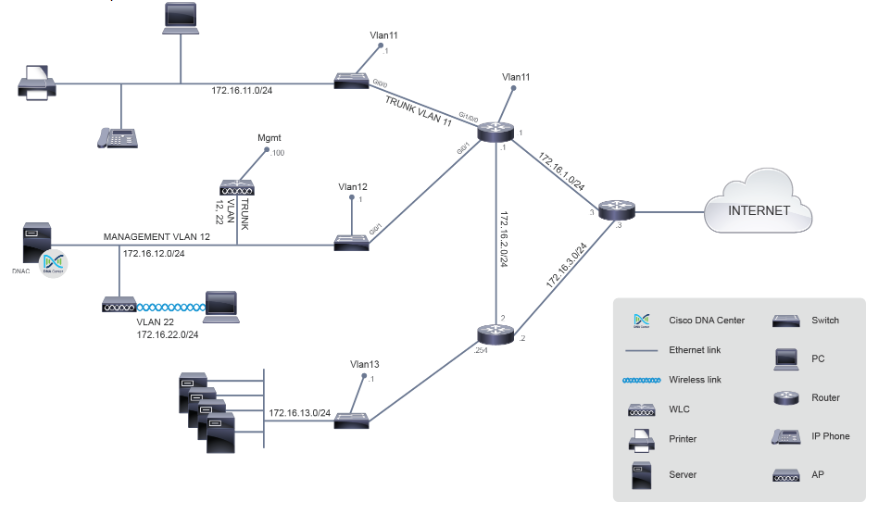 Vlan11
.1
Vlan11
172.16.11.0/24
Gi0/0
TRUNK VLAN 11
Gi1/0/0
1
.1
172.16.1.0/24
Mgmt
.100
TRUNK
VLAN
12, 22
Vlan12
1
Gi0/1
Gi0/1
172.16.2.0/24
3
.3
INTERNET
172.16.3.0/24
MANAGEMENT VLAN 12
172.16.12.0/24
DNAC
DNA Center
VLAN 22
172.16.22.0/24
2
.2
.254
Vlan13
.1
172.16.13.0/24
Cisco DNA Center
Switch
Ethernet link
PC
Wireless link
Router
WLC
Printer
IP Phone
Server
AP